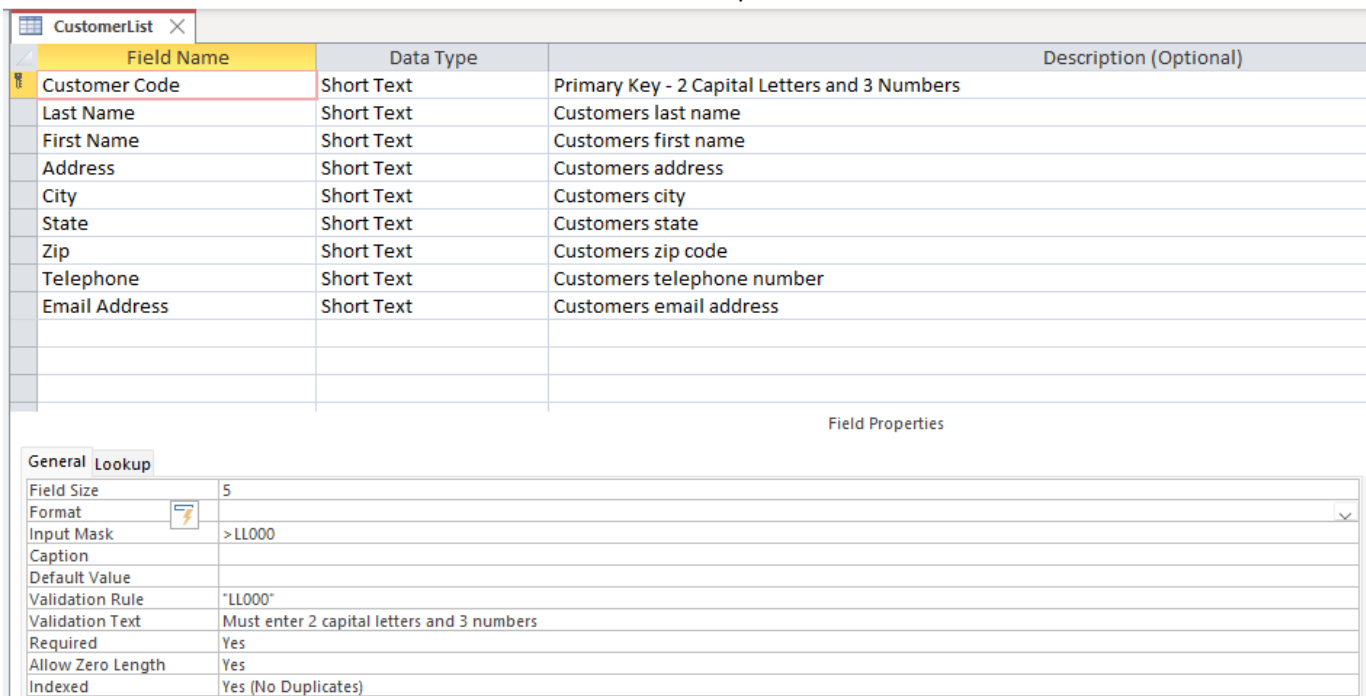 CustomerList
Field Name Data Type Description (Optional)
Customer Code Short Text Primary Key - 2 Capital Letters and 3 Numbers
Last Name Short Text Customers last name
First Name Short Text Customers first name
Address Short Text Customers address
City Short Text Customers city
State Short Text Customers state
Zip Short Text Customers zip code
Telephone Short Text Customers telephone number
Email Address Short Text Customers email address
Field Properties
General Lookup
Field Size 5
Format
Input Mask >LL000
Caption
Default Value
Validation Rule "LL000"
Validation Text Must enter 2 capital letters and 3 numbers
Required Yes
Allow Zero Length Yes
Indexed Yes (No Duplicates)